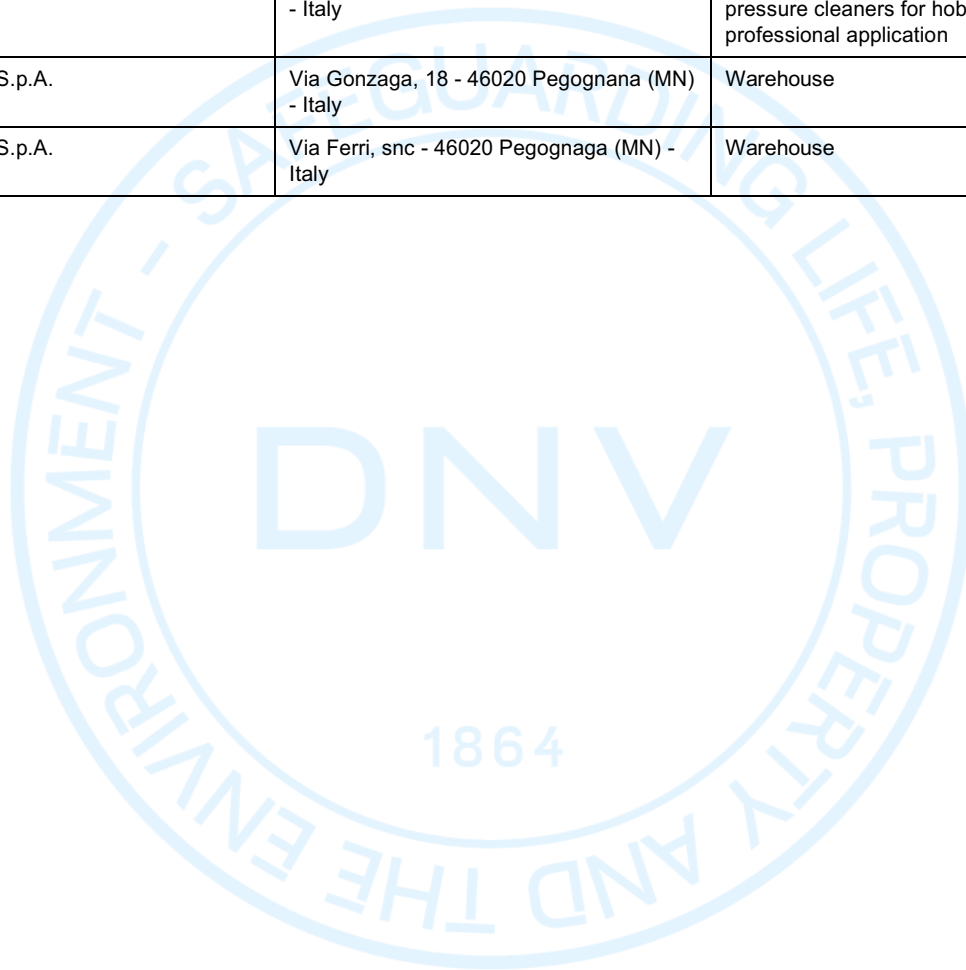 - Italy
pressure cleaners for hob
professional application
S.p.A.
Via Gonzaga, 18 - 46020 Pegognana (MN)
- Italy
Warehouse
S.p.A.
Via Ferri, snc - 46020 Pegognaga (MN) -
Italy
Warehouse
SAFEGUARDING LIFE, PROPERTY AND THE ENVIRONMENT -
DNV
1864